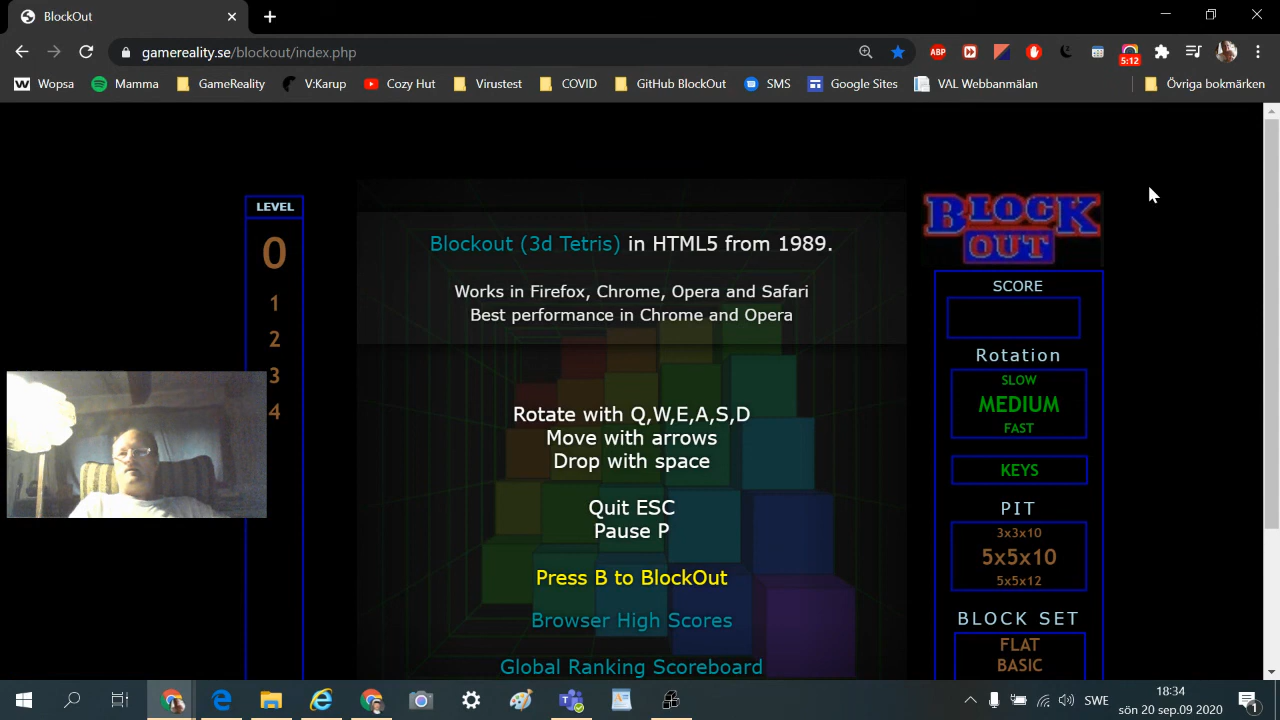 BlockOut
gamereality.se/blockout/index.php
ABP
5:12
Wopsa
Mamma
GameReality
V:Karup
Cozy Hut
Virustest
COVID
GitHub BlockOut
SMS
Google Sites
VAL Webbanmälan
Övriga bokmärken
LEVEL
0
1
2
3
4
Blockout (3d Tetris) in HTML5 from 1989.
Works in Firefox, Chrome, Opera and Safari
Best performance in Chrome and Opera
Rotate with Q,W,E,A,S,D
Move with arrows
Drop with space
Quit ESC
Pause P
Press B to BlockOut
Browser High Scores
Global Ranking Scoreboard
BLOCK
OUT
SCORE
Rotation
SLOW
MEDIUM
FAST
KEYS
PIT
3x3x10
5x5x10
5x5x12
BLOCK SET
FLAT
BASIC
SWE
18:34
sön 20 sep.09 2020
1